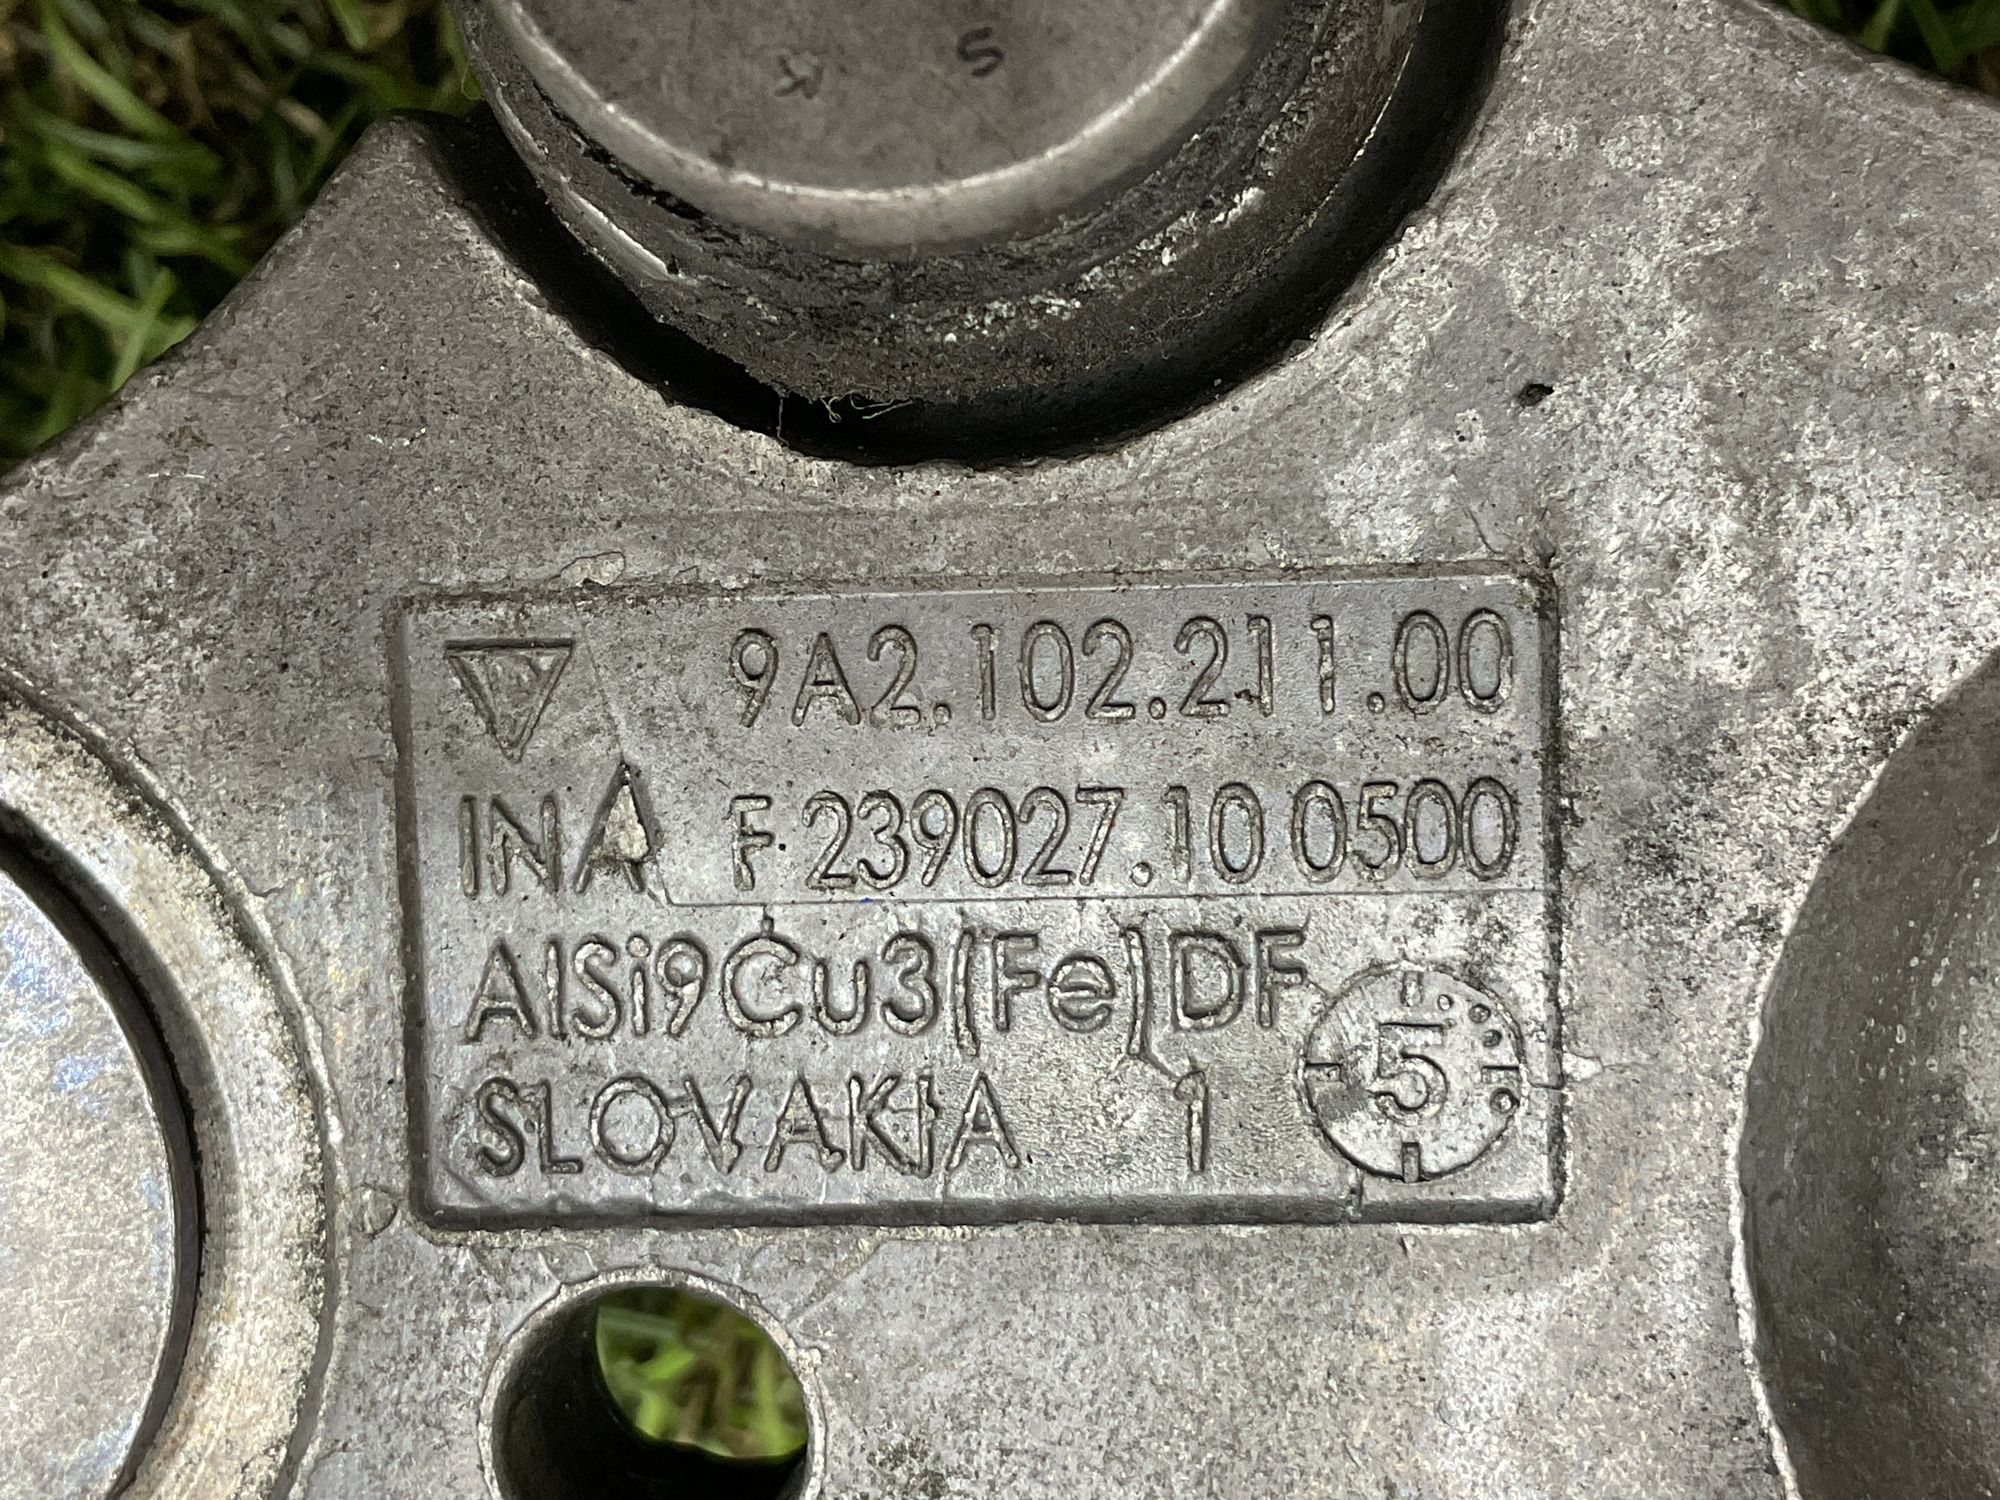 K S
9A2.102.211.00
INA F 239027.10 0500
AlSi9Cu3(Fe)DF
SLOVAKIA 1
5